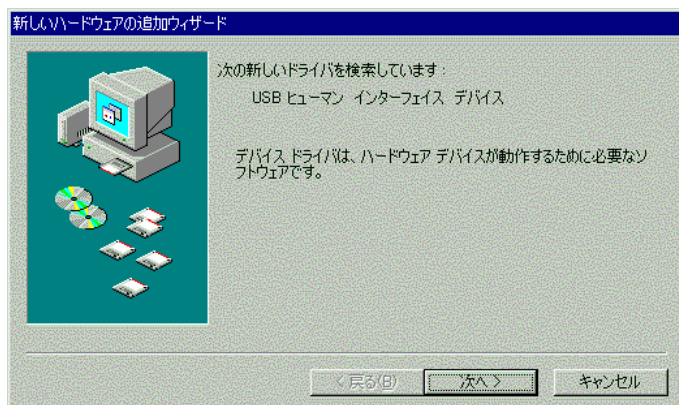 新しいハードウェアの追加ウィザード
次の新しいドライバを検索しています:
USB ヒューマン インターフェイス デバイス
デバイス ドライバは、ハードウェア デバイスが動作するために必要なソ
フトウェアです。
< 戻る(B)
次へ >
キャンセル